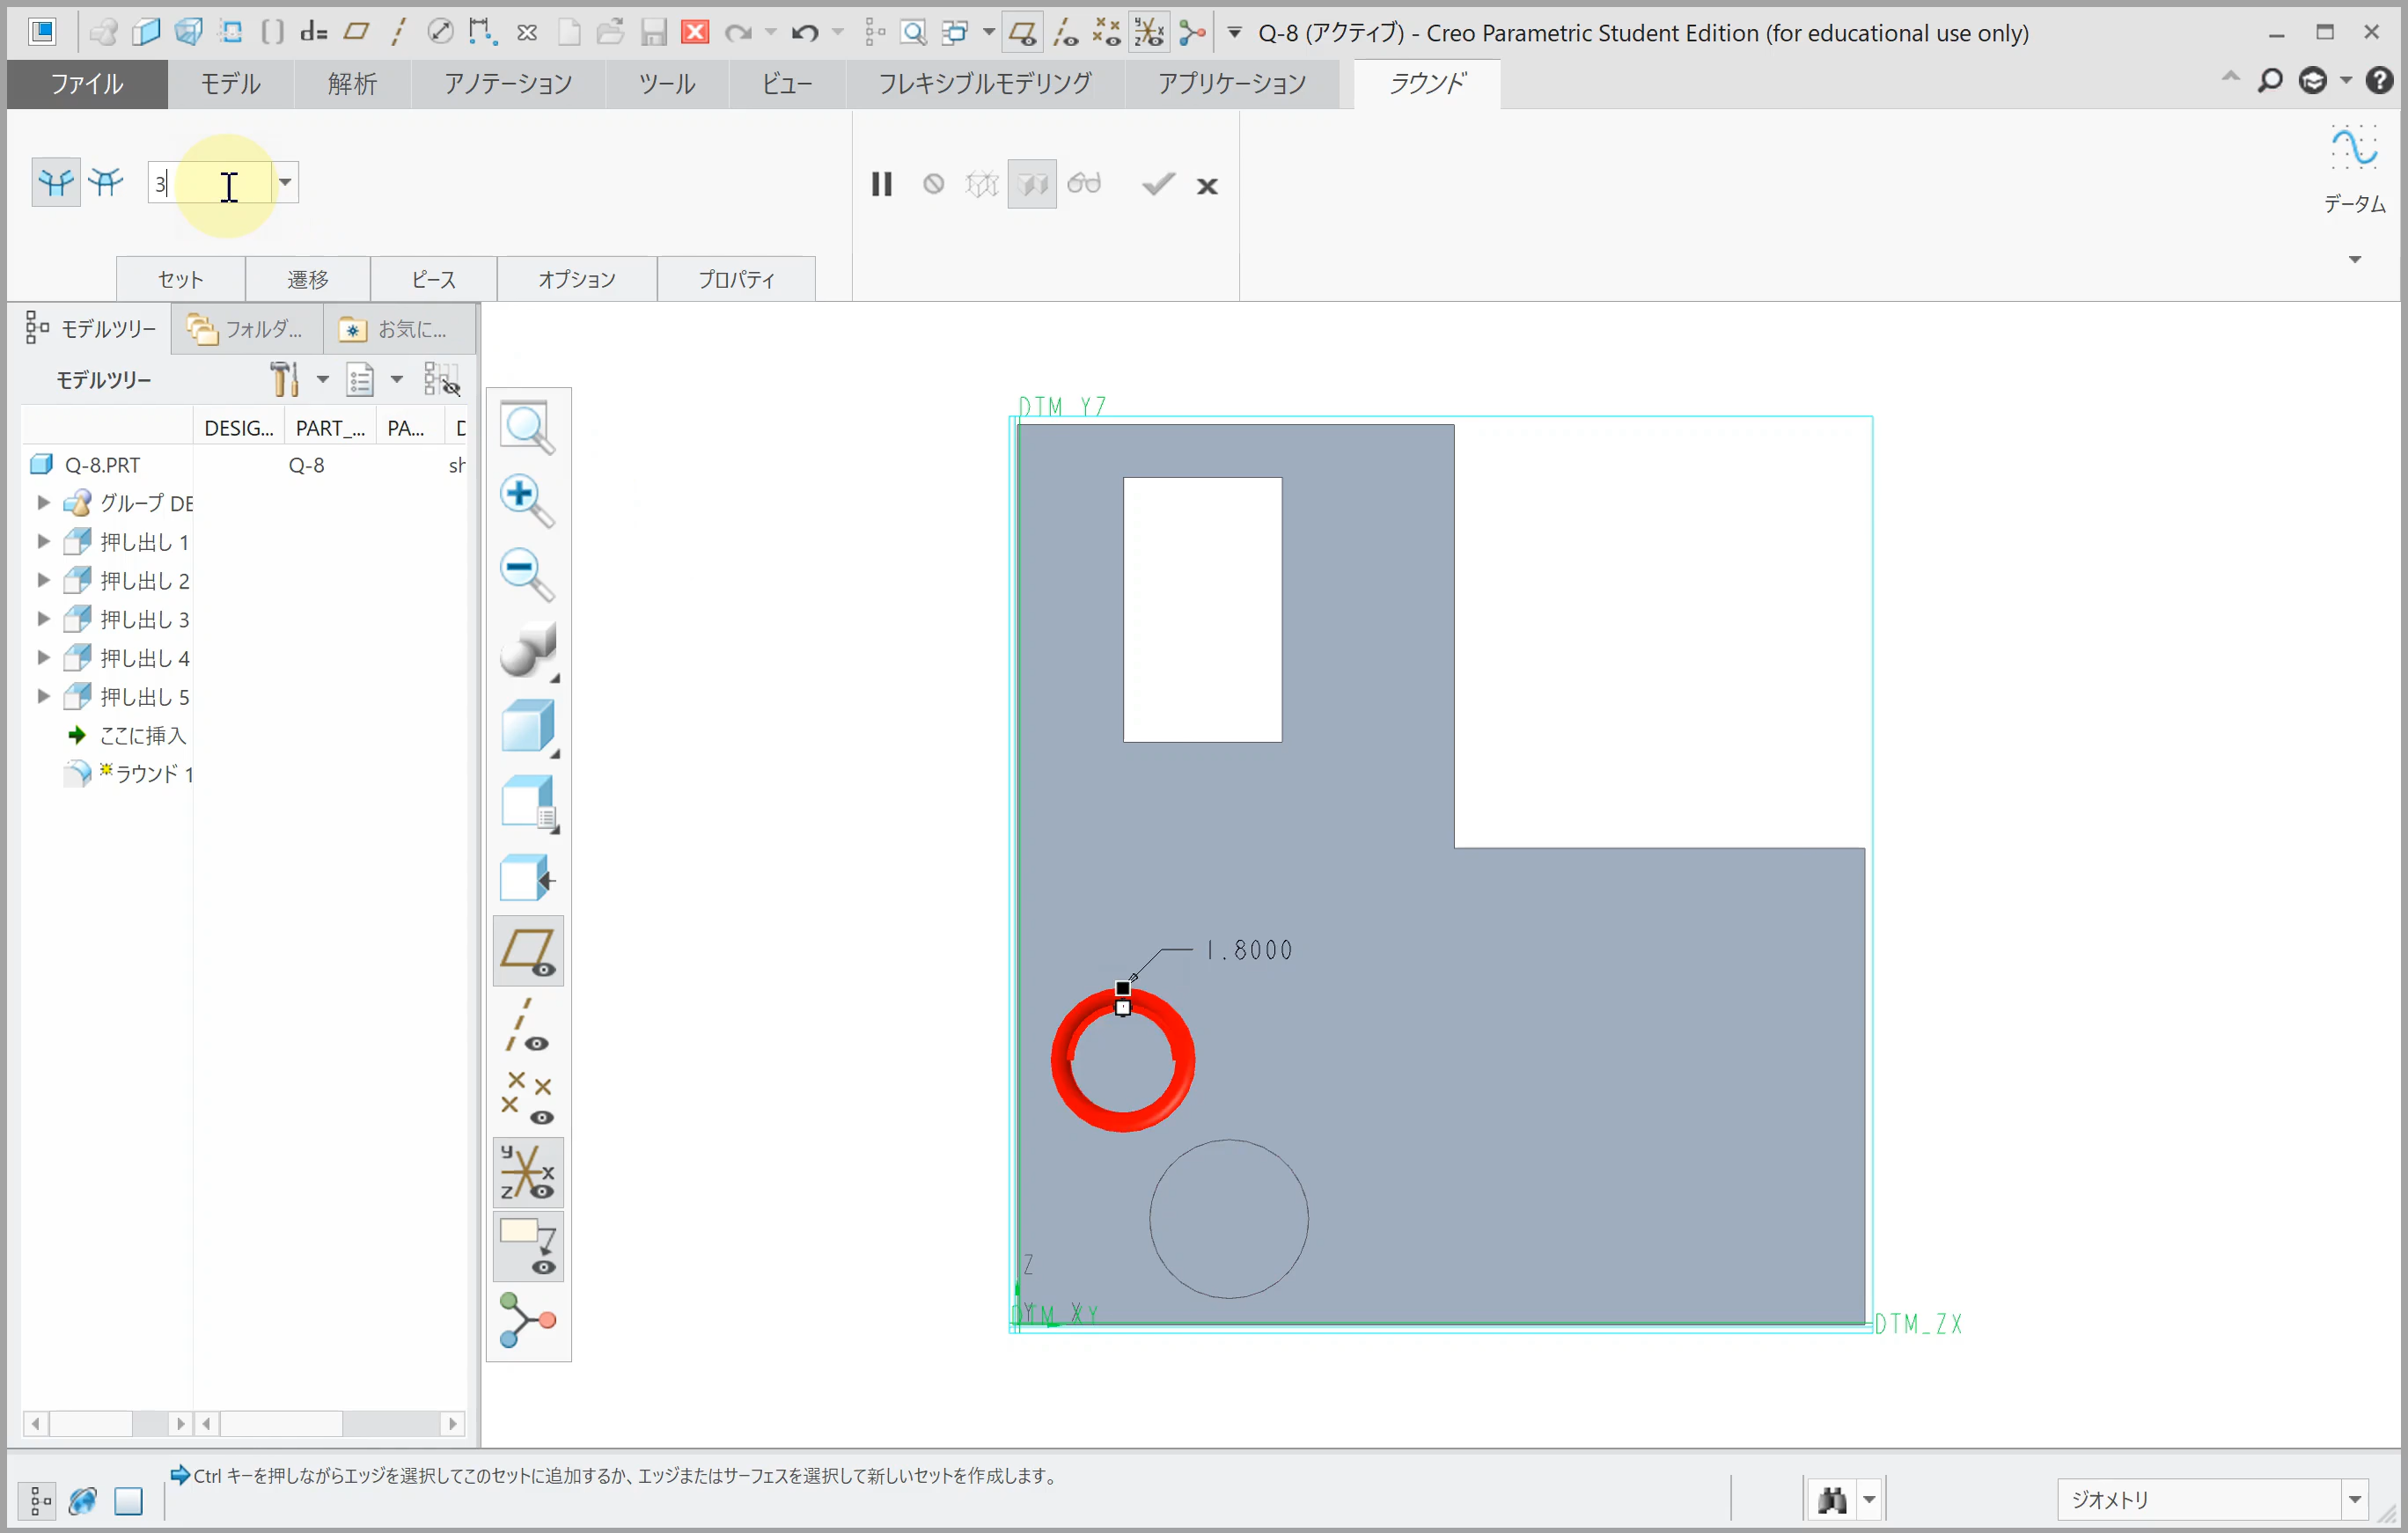 d=
Q-8 (アクティブ) - Creo Parametric Student Edition (for educational use only)
ファイル
モデル
解析
アノテーション
ツール
ビュー
フレキシブルモデリング
アプリケーション
ラウンド
3
データム
セット
遷移
ピース
オプション
プロパティ
モデルツリー
フォルダ...
お気に...
モデルツリー
DESIG... PART_... PA...
Q-8.PRT Q-8 sh
グループ DE
押し出し 1
押し出し 2
押し出し 3
押し出し 4
押し出し 5
ここに挿入
ラウンド 1
y
x
z
DTM_YZ
1.8000
Z
Y X
DTM_XY
DTM_ZX
Ctrl キーを押しながらエッジを選択してこのセットに追加するか、エッジまたはサーフェスを選択して新しいセットを作成します。
ジオメトリ